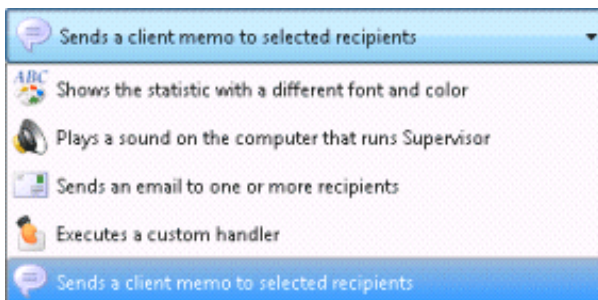 Sends a client memo to selected recipients
ABC
Shows the statistic with a different font and color
Plays a sound on the computer that runs Supervisor
Sends an email to one or more recipients
Executes a custom handler
Sends a client memo to selected recipients